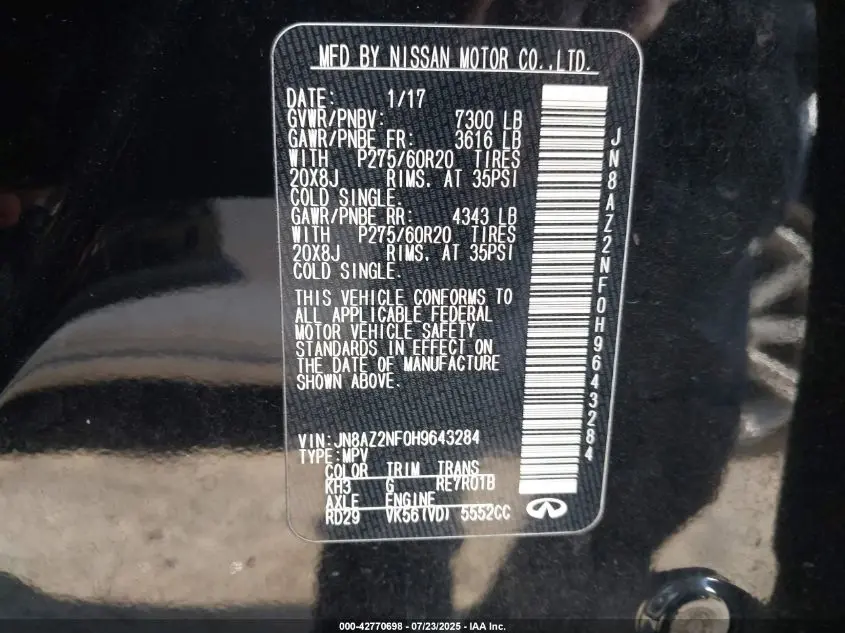 MFD BY NISSAN MOTOR CO.,LTD.
DATE: 1/17
GVWR/PNBV: 7300 LB
GAWR/PNBE FR: 3616 LB
WITH P275/60R20 TIRES
20X8J RIMS. AT 35PSI
COLD SINGLE.
GAWR/PNBE RR: 4343 LB
WITH P275/60R20 TIRES
20X8J RIMS. AT 35PSI
COLD SINGLE.
THIS VEHICLE CONFORMS TO
ALL APPLICABLE FEDERAL
MOTOR VEHICLE SAFETY
STANDARDS IN EFFECT ON
THE DATE OF MANUFACTURE
SHOWN ABOVE.
VIN:JN8AZ2NF0H9643284
TYPE:MPV
COLOR TRIM TRANS
KH3 G RE7R01B
AXLE ENGINE
RD29 VK56(VD) 5552CC
JN8AZ2NF0H9643284
000-42770698 - 07/23/2025 - IAA Inc.